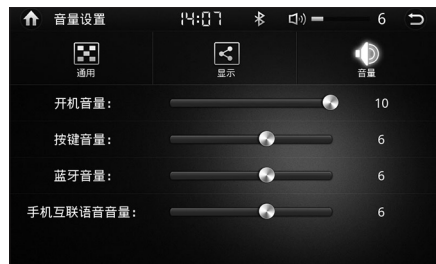 音量设置 14:07 6
通用 显示 音量
开机音量： 10
按键音量： 6
蓝牙音量： 6
手机互联语音音量： 6